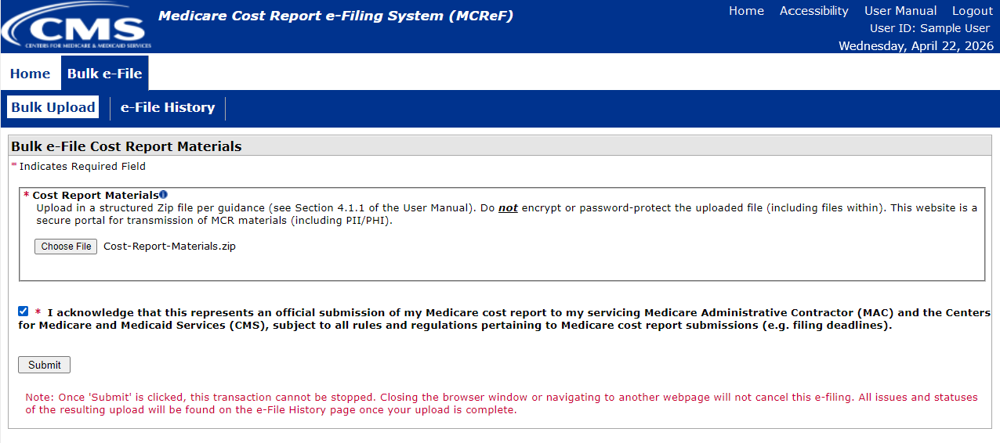 CMS
CENTERS FOR MEDICARE & MEDICAID SERVICES
Medicare Cost Report e-Filing System (MCReF)
Home Accessibility User Manual Logout
User ID: Sample User
Wednesday, April 22, 2026
Home Bulk e-File
Bulk Upload e-File History
Bulk e-File Cost Report Materials
* Indicates Required Field
* Cost Report Materials
Upload in a structured Zip file per guidance (see Section 4.1.1 of the User Manual). Do not encrypt or password-protect the uploaded file (including files within). This website is a
secure portal for transmission of MCR materials (including PII/PHI).
Choose File Cost-Report-Materials.zip
* I acknowledge that this represents an official submission of my Medicare cost report to my servicing Medicare Administrative Contractor (MAC) and the Centers
for Medicare and Medicaid Services (CMS), subject to all rules and regulations pertaining to Medicare cost report submissions (e.g. filing deadlines).
Submit
Note: Once 'Submit' is clicked, this transaction cannot be stopped. Closing the browser window or navigating to another webpage will not cancel this e-filing. All issues and statuses
of the resulting upload will be found on the e-File History page once your upload is complete.